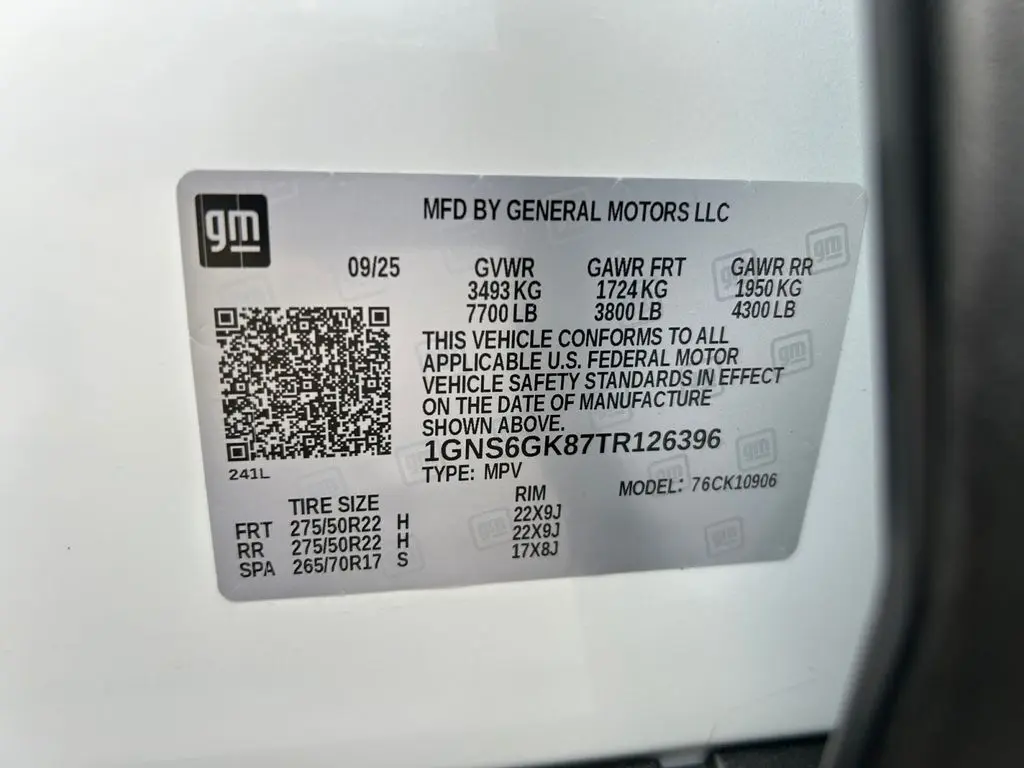 gm
MFD BY GENERAL MOTORS LLC
09/25 GVWR GAWR FRT GAWR RR
3493 KG 1724 KG 1950 KG
7700 LB 3800 LB 4300 LB
THIS VEHICLE CONFORMS TO ALL
APPLICABLE U.S. FEDERAL MOTOR
VEHICLE SAFETY STANDARDS IN EFFECT
ON THE DATE OF MANUFACTURE
SHOWN ABOVE.
1GNS6GK87TR126396
241L
TYPE: MPV MODEL: 76CK10906
TIRE SIZE RIM
FRT 275/50R22 H 22X9J
RR 275/50R22 H 22X9J
SPA 265/70R17 S 17X8J